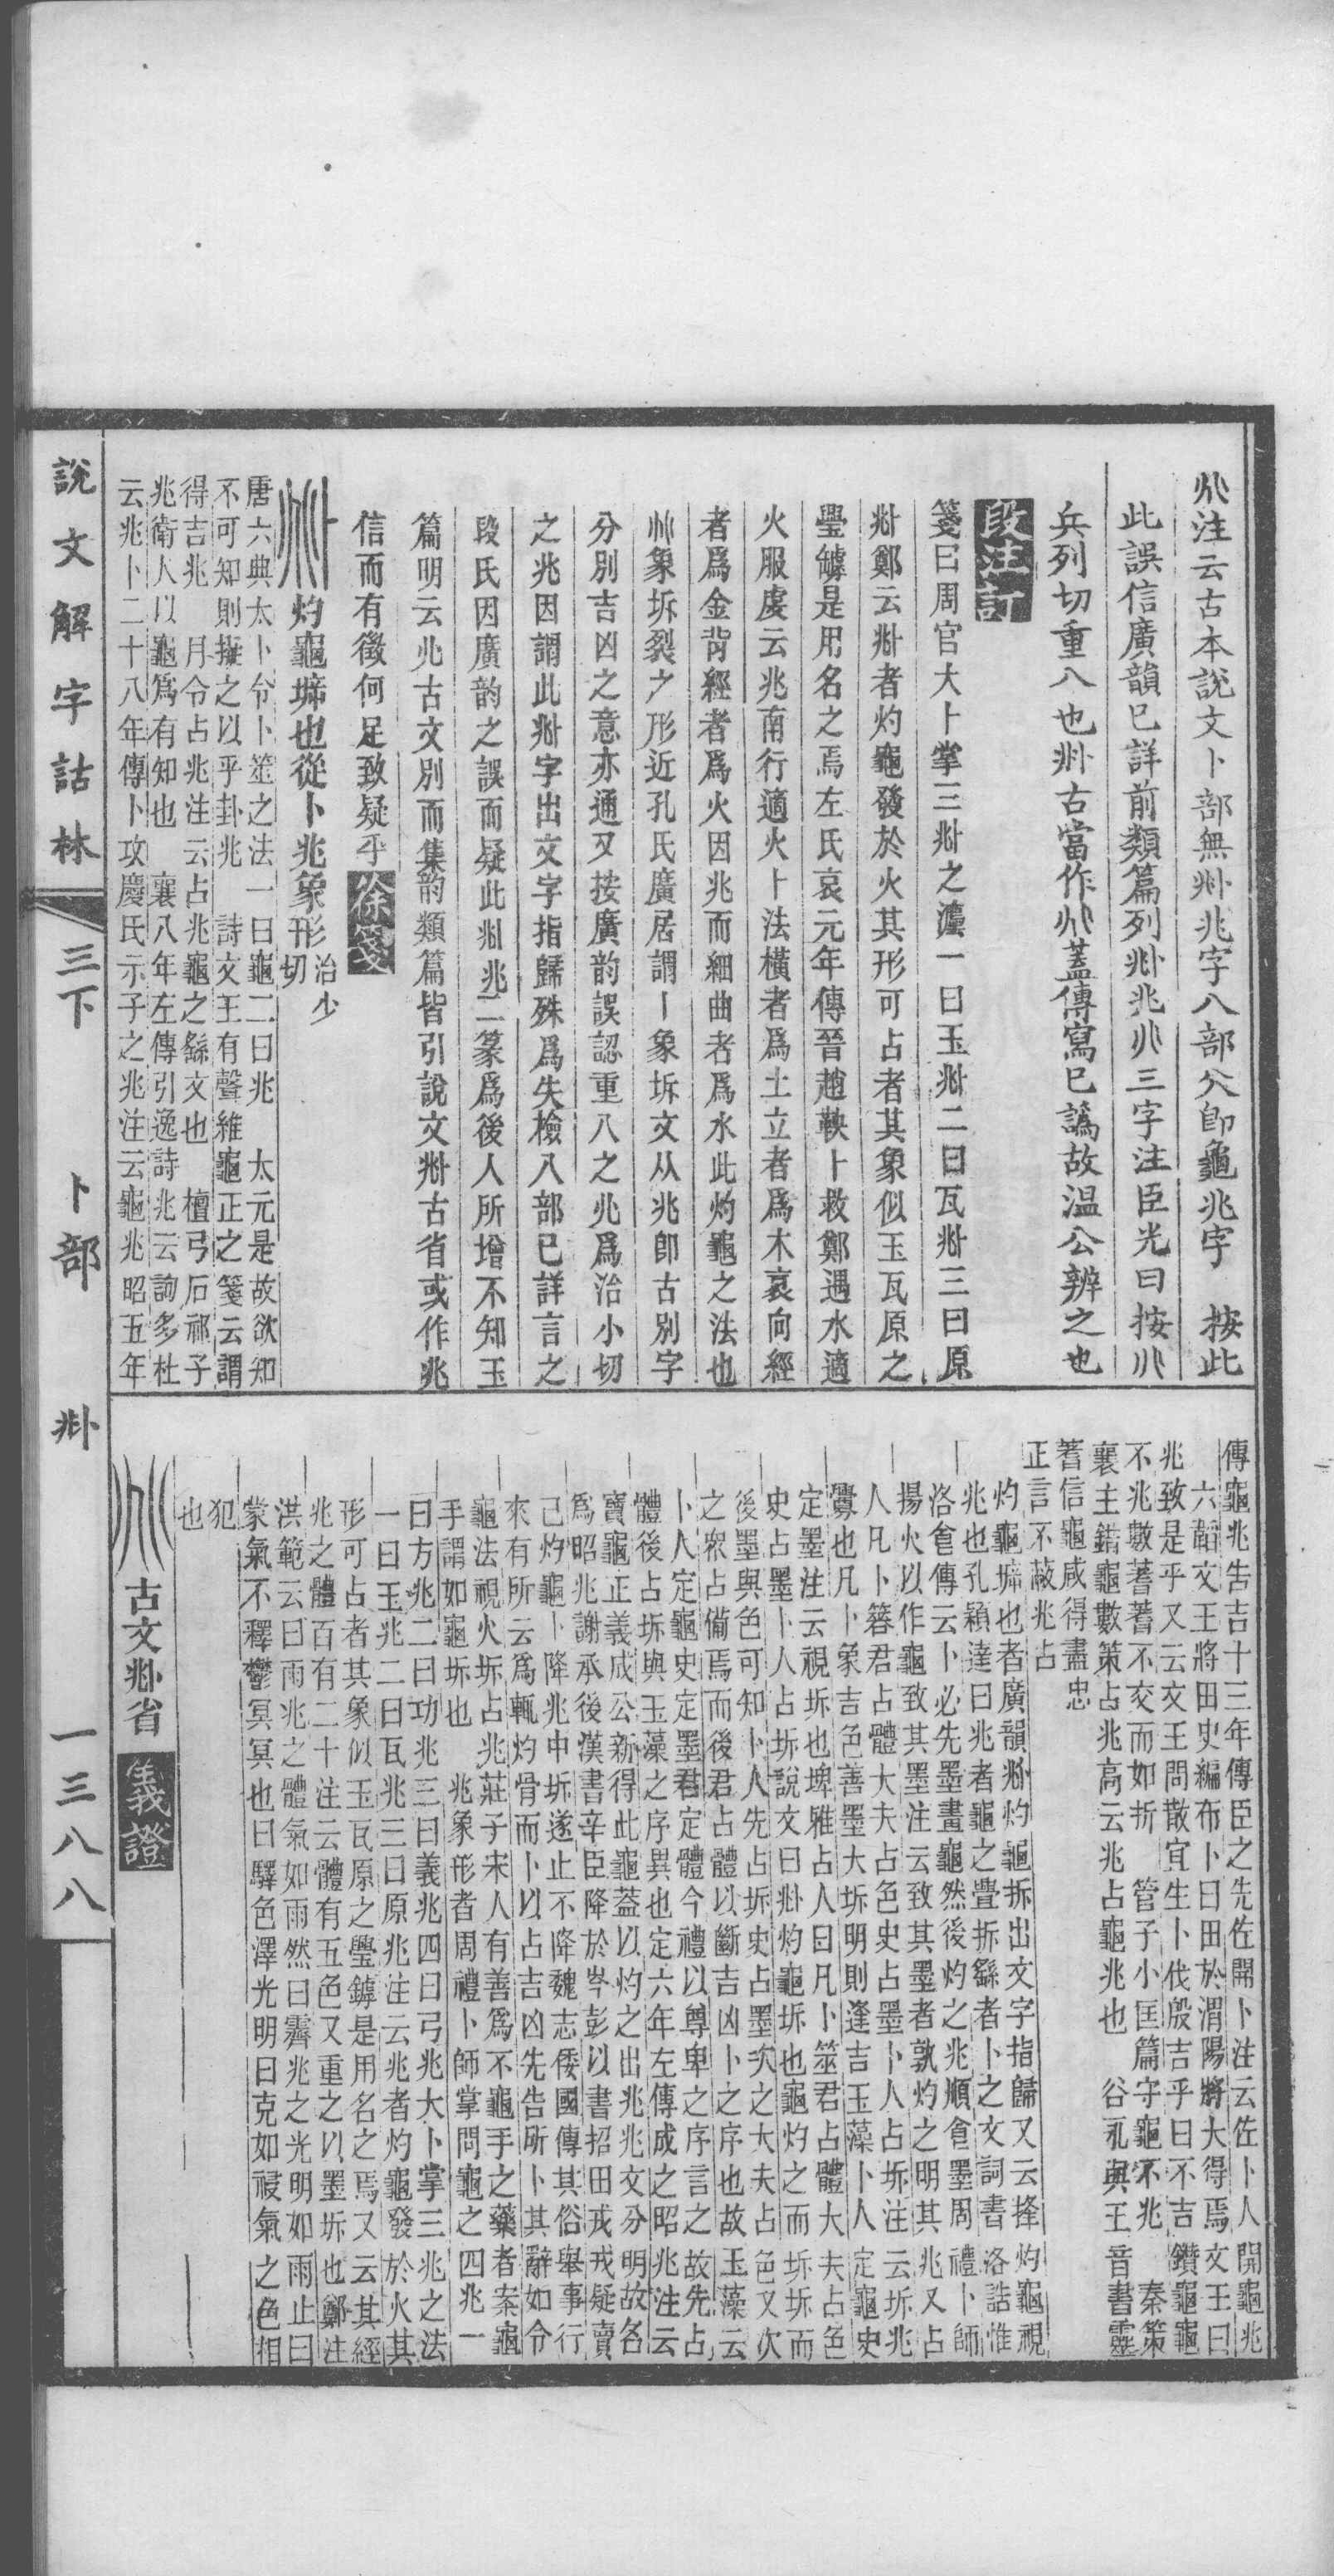 𠔁注云古本說文卜部無𠧞兆字八部㕣卽龜兆字　按此
此誤信廣韻已詳前類篇列𠧞兆𠔁三字注臣光曰按𠔁
兵列切重八也𠧞古當作𠔁蓋傳寫已譌故温公辨之也
段注訂
箋曰周官大卜掌三𠧞之灋一曰玉𠧞二曰瓦𠧞三曰原
𠧞鄭云𠧞者灼龜發於火其形可占者其象似玉瓦原之
璺罅是用名之焉左氏哀元年傳晉趙鞅卜救鄭遇水適
火服虔云兆南行適火卜法橫者爲土立者爲木衺向經
者爲金背經者爲火因兆而細曲者爲水此灼龜之法也
𠔁象坼裂之形近孔氏廣居謂丨象坼文从兆卽古別字
分別吉凶之意亦通又按廣韵誤認重八之𠔁爲治小切
之兆因謂此𠧞字出文字指歸殊爲失檢八部已詳言之
段氏因廣韵之誤而疑此𠧞兆二篆爲後人所增不知玉
篇明云𠔁古文別而集韵類篇皆引說文𠧞古省或作兆
信而有徵何足致疑乎徐箋
𠧞灼龜㙤也從卜兆象形治少切
唐六典太卜令卜筮之法一曰龜二曰兆　太元是故欲知
不可知則擬之以乎卦兆　詩文王有聲維龜正之箋云謂
得吉兆　月令占兆注云占兆龜之繇文也　檀弓石祁子
兆衞人以龜爲有知也　襄八年左傳引逸詩兆云詢多杜
云兆卜二十八年傳卜攻慶氏示子之兆注云龜兆昭五年
傳龜兆告吉十三年傳臣之先佐開卜注云佐卜人開龜兆
六韜文王將田史編布卜曰田於渭陽將大得焉文王曰
兆致是乎又云文王問散宜生卜伐殷吉乎曰不吉鑽龜龜
不兆數蓍蓍不交而如折　管子小匡篇守龜不兆　秦策
襄主錯龜數策占兆高云兆占龜兆也　谷永與王音書靈
蓍信龜咸得盡忠
正言不蔽兆占
灼龜㙤也者廣韻𠧞灼龜坼出文字指歸又云㷭灼龜視
兆也孔穎達曰兆者龜之亹坼繇者卜之文詞書洛誥惟
洛食傳云卜必先墨畫龜然後灼之兆順食墨周禮卜師
揚火以作龜致其墨注云致其墨者孰灼之明其兆又占
人凡卜簭君占體大夫占色史占墨卜人占坼注云坼兆
舋也凡卜象吉色善墨大坼明則逢吉玉藻卜人定龜史
定墨注云視坼也埤雅占人曰凡卜筮君占體大夫占色
史占墨卜人占坼說文曰𠧞灼龜坼也龜灼之而坼坼而
後墨與色可知卜人先占坼史占墨次之大夫占色又次
之眾占備焉而後君占體以斷吉凶卜之序也故玉藻云
卜人定龜史定墨君定體今禮以尊卑之序言之故先占
體後占坼與玉藻之序異也定六年左傳成之昭兆注云
寶龜正義成公新得此龜蓋以灼之出兆兆文分明故名
爲昭兆謝承後漢書辛臣降於岑彭以書招田戎戎疑賣
己灼龜卜降兆中坼遂止不降魏志倭國傳其俗舉事行
來有所云爲輒灼骨而卜以占吉凶先告所卜其辭如令
龜法視火坼占兆莊子宋人有善爲不龜手之藥者案龜
手謂如龜坼也　兆象形者周禮卜師掌問龜之四兆一
曰方兆二曰功兆三曰義兆四曰弓兆大卜掌三兆之法
一曰玉兆二曰瓦兆三曰原兆注云兆者灼龜發於火其
形可占者其象似玉瓦原之璺罅是用名之焉又云其經
兆之體百有二十注云體有五色又重之以墨坼也鄭注
洪範云曰雨兆之體氣如雨然曰霽兆之光明如雨止曰
蒙氣不釋鬱冥冥也曰驛色澤光明曰克如祲氣之色相
犯
也
兆古文𠧞省義證
說文解字詁林　三下　卜部　𠧞　一三八八